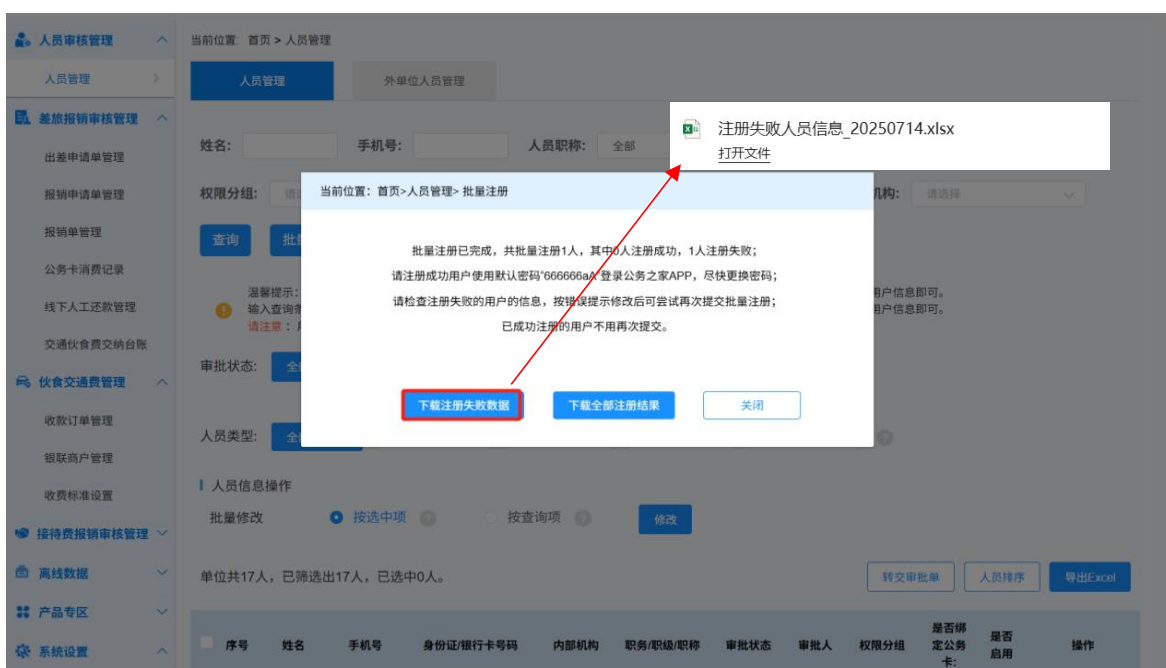 人员审核管理
人员管理
差旅报销审核管理
出差申请单管理
报销申请单管理
报销单管理
公务卡消费记录
线下人工还款管理
交通伙食费交纳台账
伙食交通费管理
收款订单管理
银联商户管理
收费标准设置
接待费报销审核管理
离线数据
产品专区
系统设置
当前位置: 首页 > 人员管理
人员管理 外单位人员管理
姓名: 手机号: 人员职称: 全部
注册失败人员信息_20250714.xlsx
打开文件
权限分组: 机构: 请选择
当前位置：首页>人员管理> 批量注册
查询
批量注册已完成，共批量注册1人，其中0人注册成功，1人注册失败；
请注册成功用户使用默认密码"666666aA"登录公务之家APP，尽快更换密码；
请检查注册失败的用户的信息，按错误提示修改后可尝试再次提交批量注册；
已成功注册的用户不用再次提交。
下载注册失败数据 下载全部注册结果 关闭
温馨提示: 用户信息即可。
输入查询 用户信息即可。
请注意：
审批状态:
人员类型:
人员信息操作
批量修改 按选中项 按查询项 修改
单位共17人，已筛选出17人，已选中0人。 转交审批单 人员排序 导出Excel
序号 姓名 手机号 身份证/银行卡号码 内部机构 职务/职级/职称 审批状态 审批人 权限分组 是否绑定公务卡: 是否启用 操作